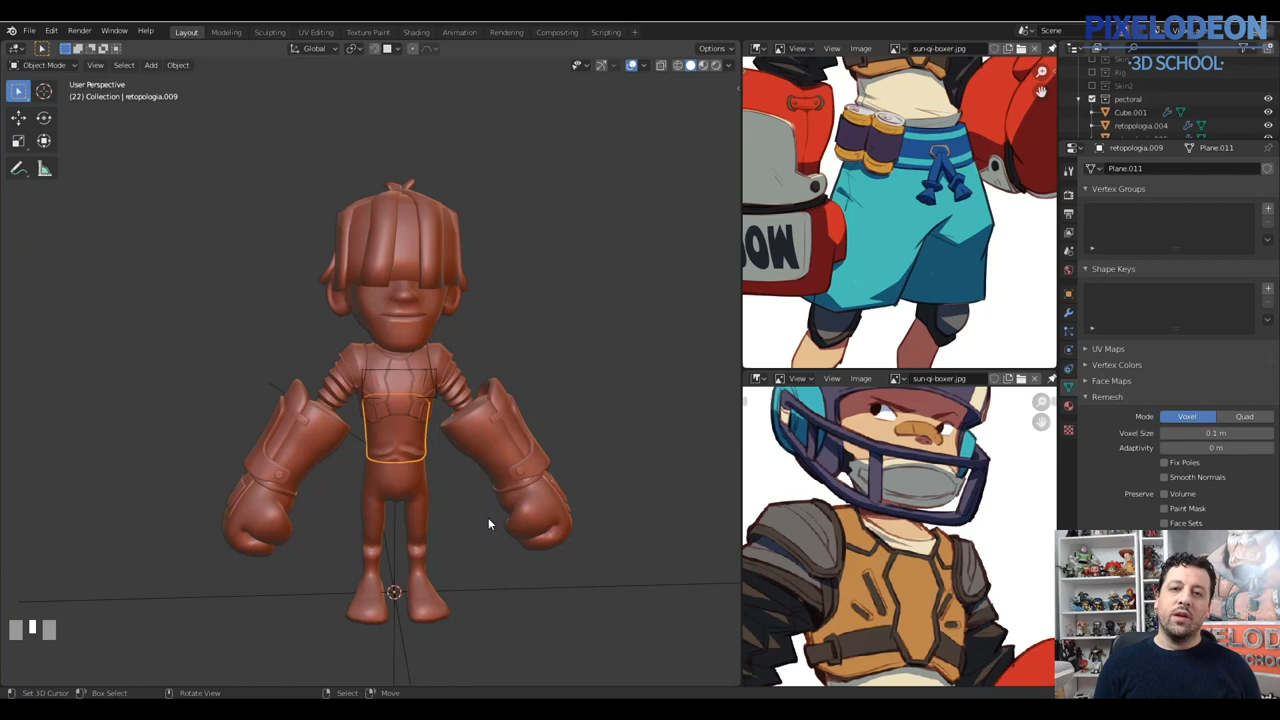 File Edit Render Window Help Layout Modeling Sculpting UV Editing Texture Paint Shading Animation Rendering Compositing Scripting + Scene
PIXELODEON
·3D SCHOOL·
Global Options View Image sun-qi-boxer.jpg
Object Mode View Select Add Object
Rig
Skin2
User Perspective
(22) Collection | retopologia.009
pectoral
Cube.001
retopologia.004
retopologia.009 Plane.011
Plane.011
Vertex Groups
WOW
Shape Keys
UV Maps
Vertex Colors
Face Maps
View Image sun-qi-boxer.jpg
Remesh
Mode Voxel Quad
Voxel Size 0.1 m
Adaptivity 0 m
Fix Poles
Smooth Normals
Preserve Volume
Paint Mask
Face Sets
Set 3D Cursor Box Select Rotate View Select Move